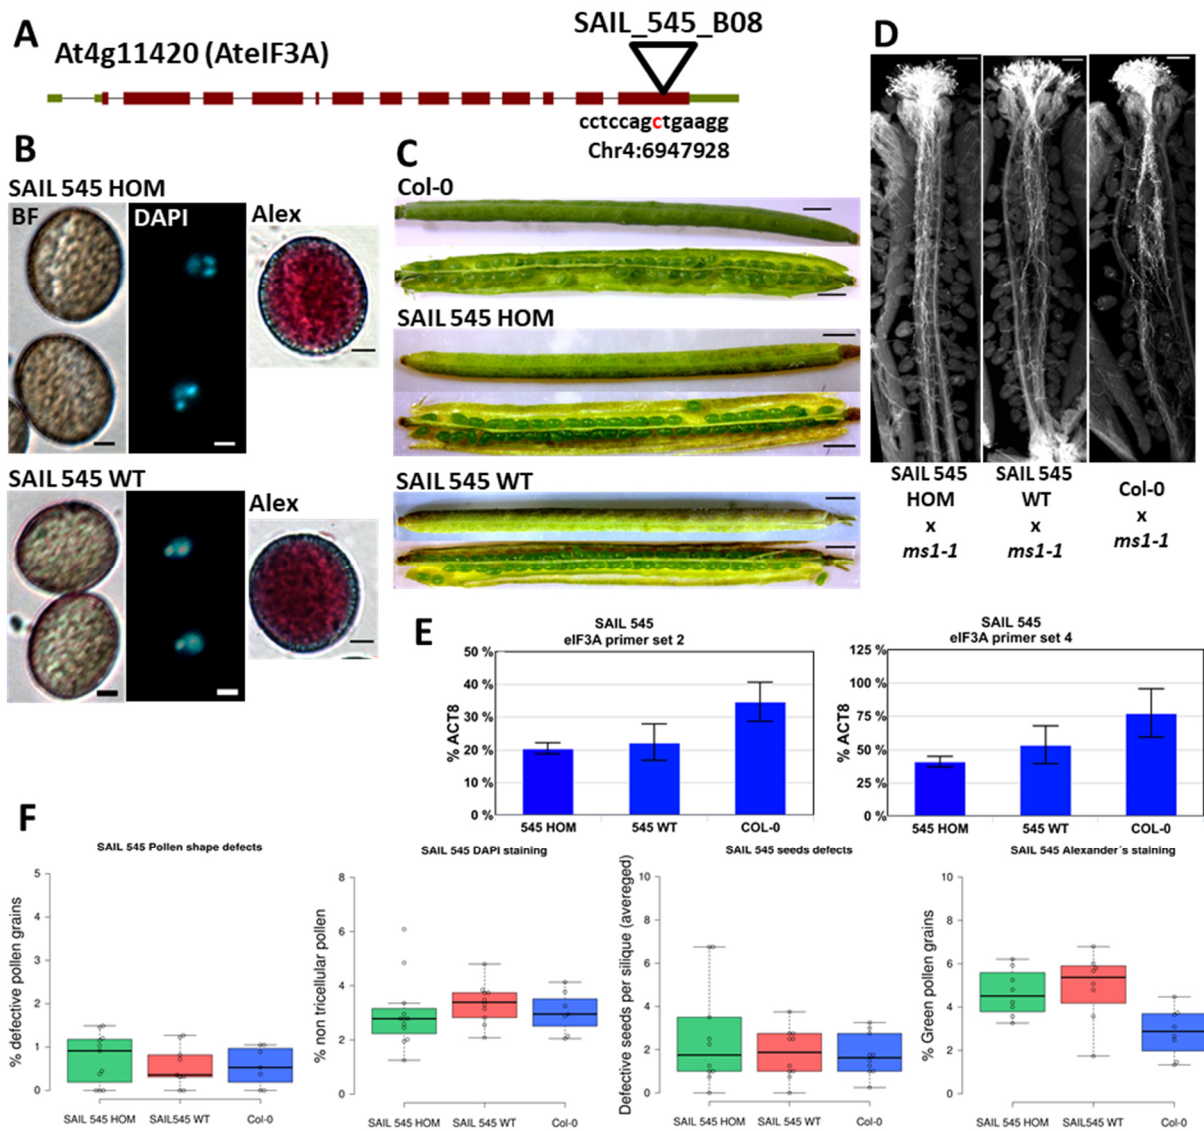 A
At4g11420 (AteIF3A)
SAIL_545_B08
cctccagctgaagg
Chr4:6947928
B
SAIL 545 HOM
BF
DAPI
Alex
SAIL 545 WT
Alex
C
Col-0
SAIL 545 HOM
SAIL 545 WT
D
SAIL 545
HOM
x
ms1-1
SAIL 545
WT
x
ms1-1
Col-0
x
ms1-1
E
SAIL 545
eIF3A primer set 2
% ACT8
50 %
40 %
30 %
20 %
10 %
0 %
545 HOM
545 WT
COL-0
SAIL 545
eIF3A primer set 4
% ACT8
125 %
100 %
75 %
50 %
25 %
0 %
545 HOM
545 WT
COL-0
F
SAIL 545 Pollen shape defects
% defective pollen grains
5
4
3
2
1
0
SAIL 545 HOM
SAIL545 WT
Col-0
SAIL 545 DAPI staining
% non tricellular pollen
8
6
4
2
0
SAIL 545 HOM
SAIL545 WT
Col-0
SAIL 545 seeds defects
Defective seeds per silique (avereged)
10
8
6
4
2
0
SAIL 545 HOM
SAIL545 WT
Col-0
SAIL 545 Alexander´s staining
% Green pollen grains
10
8
6
4
2
0
SAIL 545 HOM
SAIL545 WT
Col-0